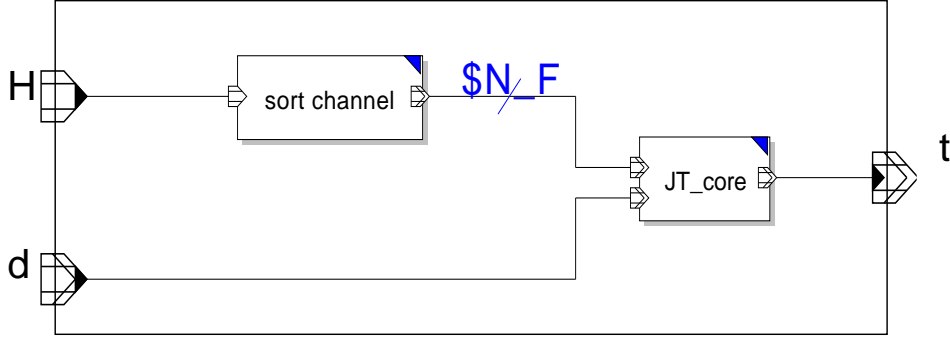 H
sort channel
$N_F
JT_core
t
d